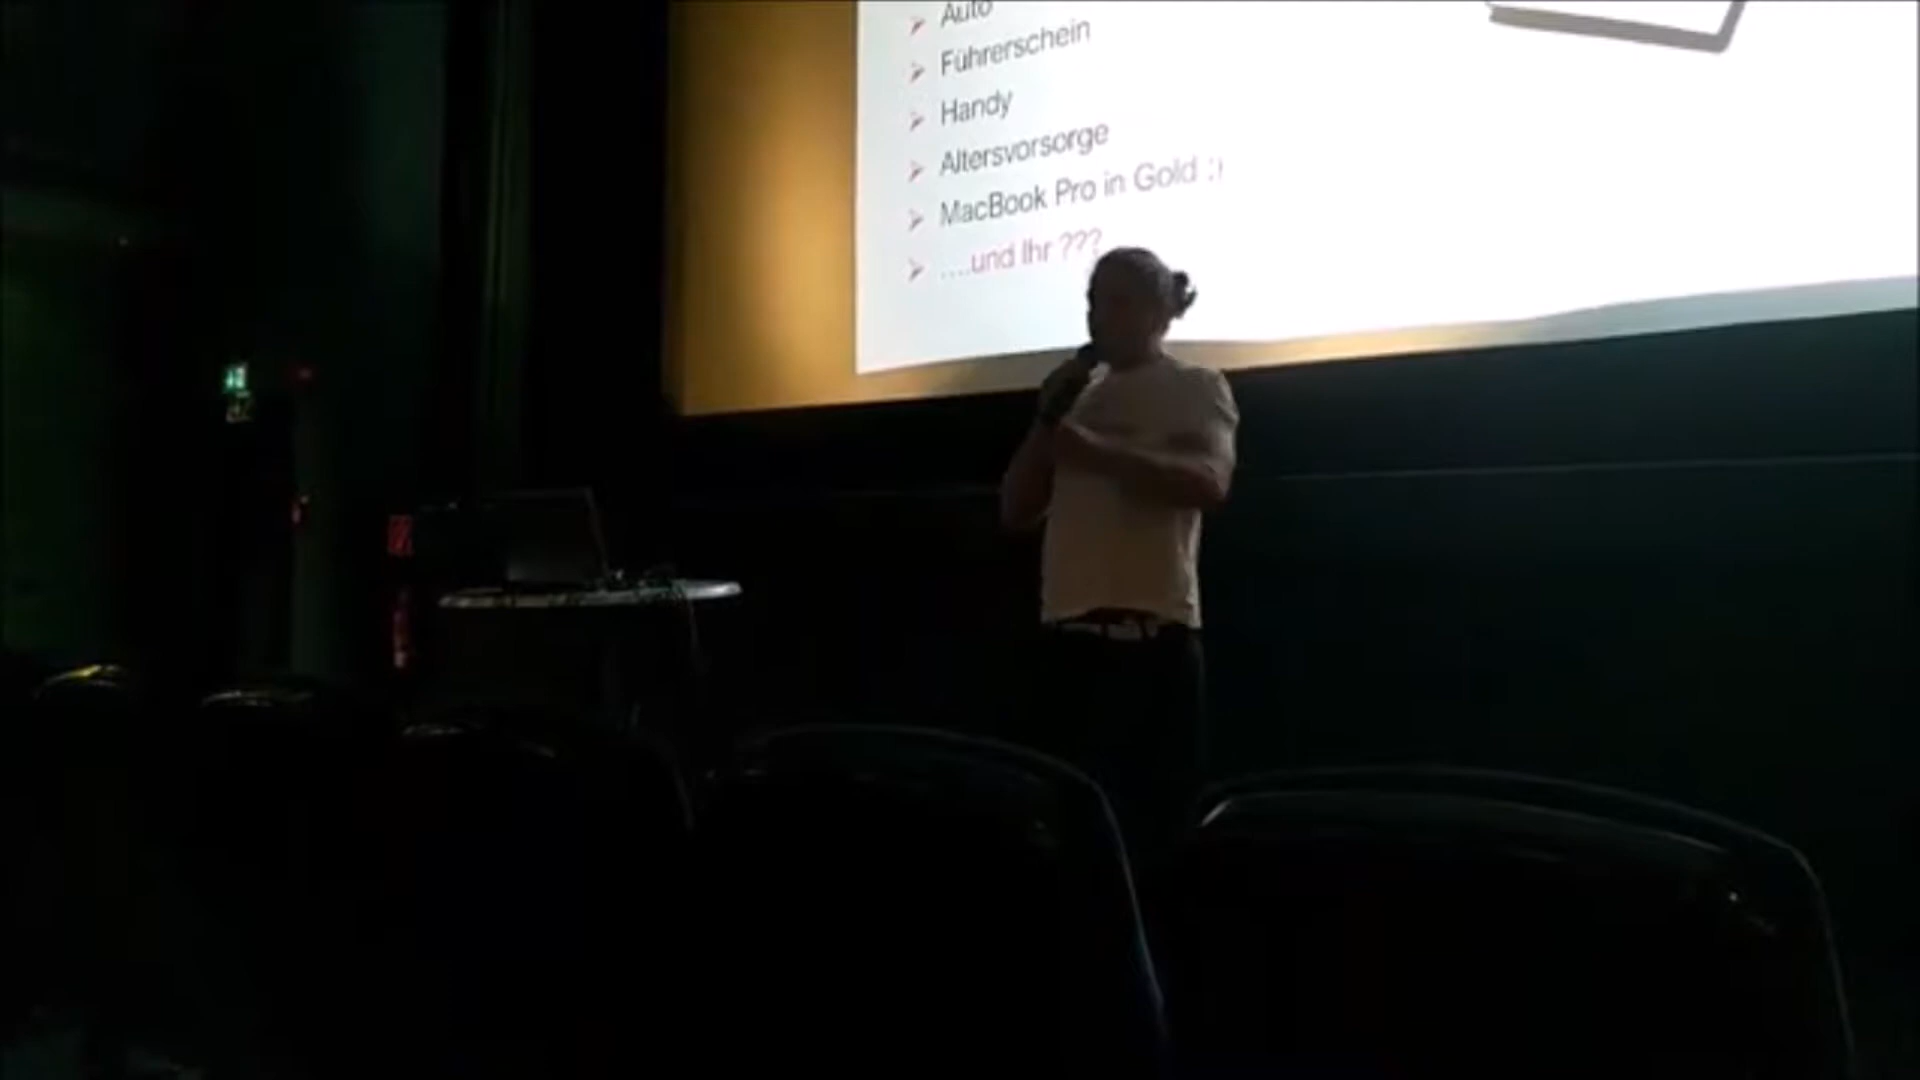 Auto
Führerschein
Handy
Altersvorsorge
MacBook Pro in Gold :)
....und Ihr ???